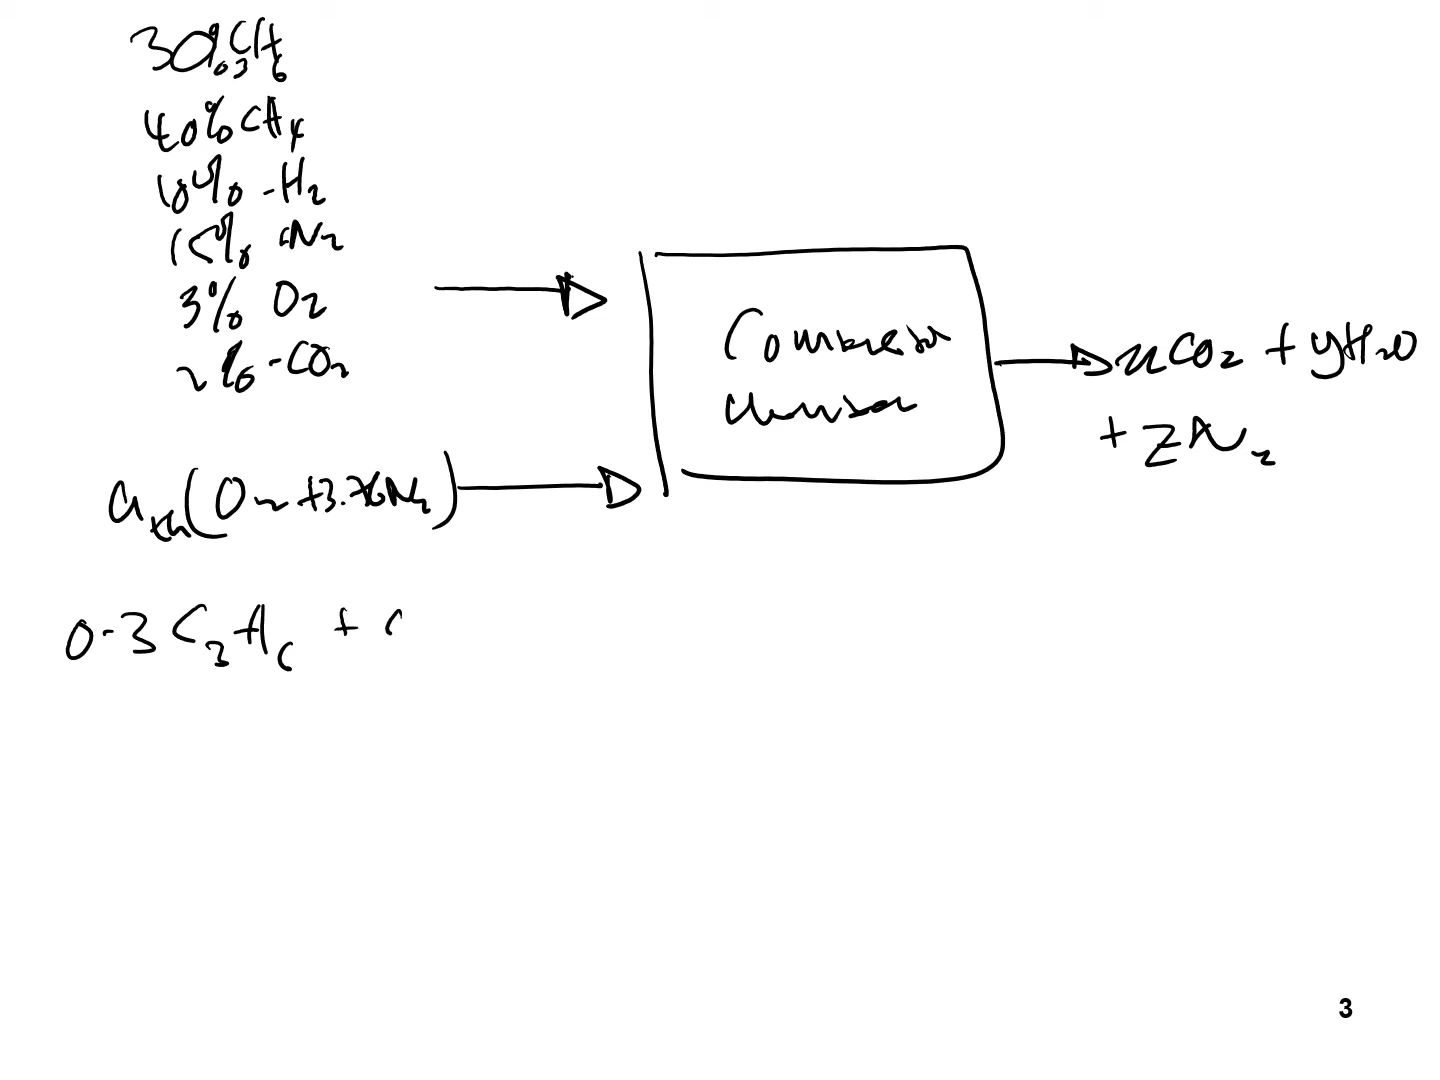 30% C3H6
40% CH4
10% - H2
15% N2
3% O2
2% - CO2
Combustion
chamber
xCO2 + yH2O
+ ZN2
ath(O2 + 3.76N2)
0.3 C3H6 +
3